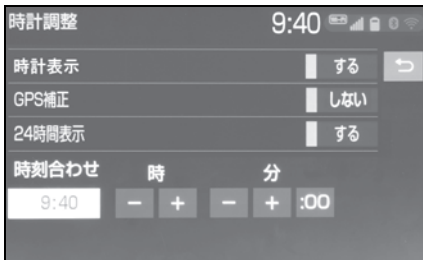 時計調整 9:40 0
時計表示 する
GPS補正 しない
24時間表示 する
時刻合わせ 時 分
9:40 - + - + :00